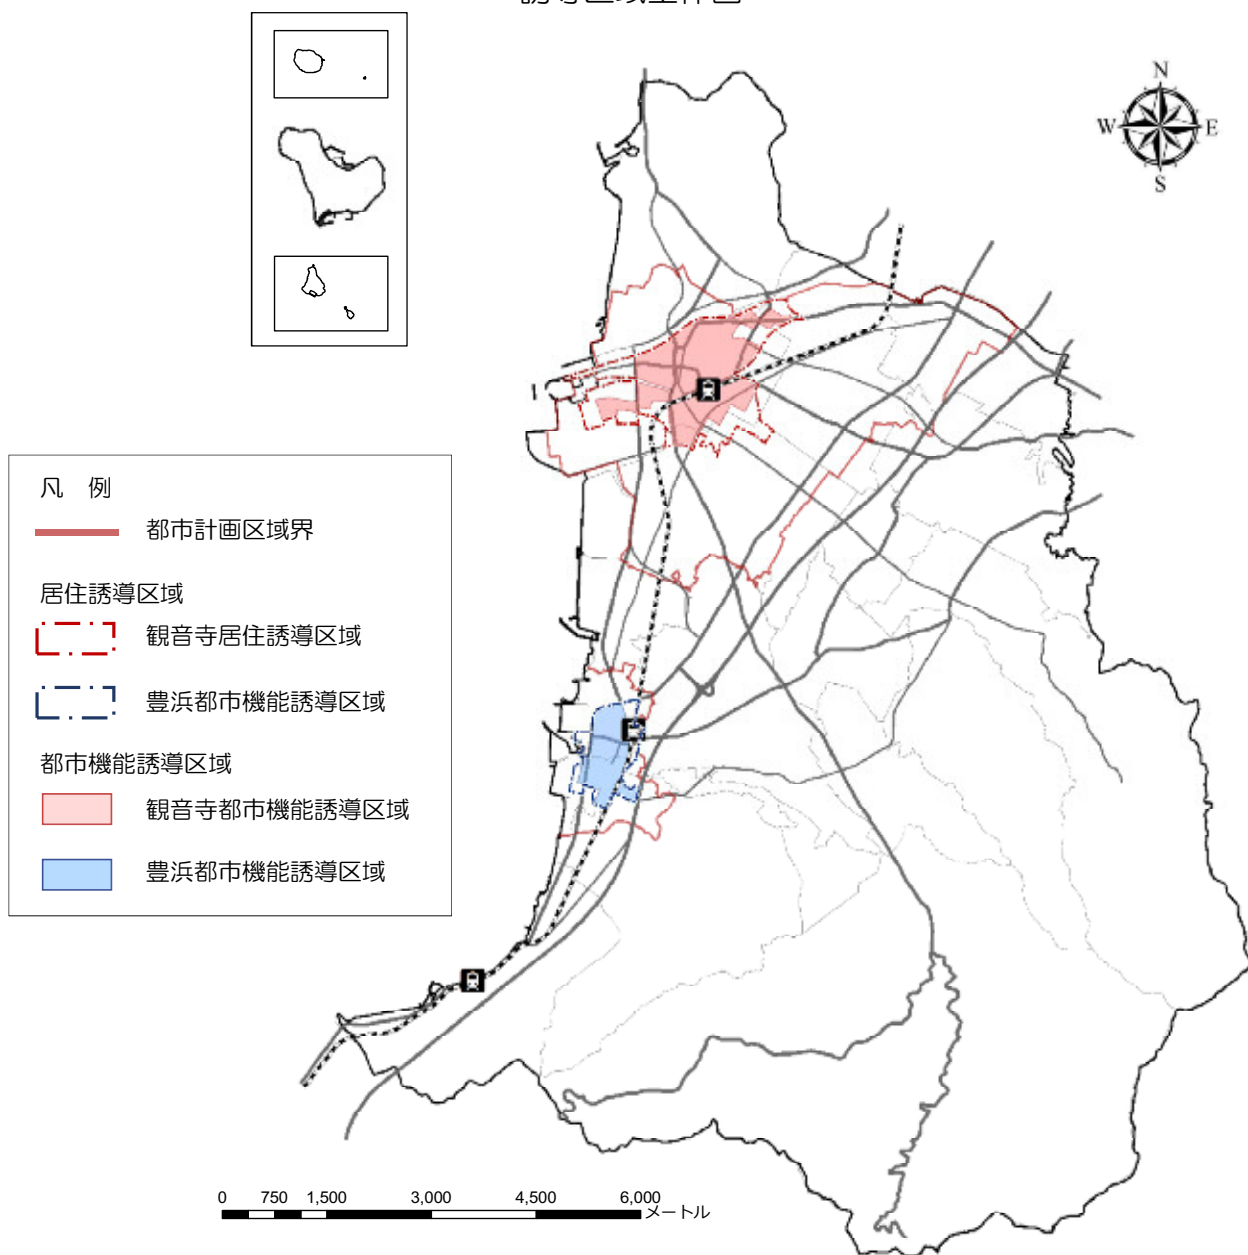 N
W
E
S
凡 例
都市計画区域界
居住誘導区域
観音寺居住誘導区域
豊浜都市機能誘導区域
都市機能誘導区域
観音寺都市機能誘導区域
豊浜都市機能誘導区域
0 750 1,500 3,000 4,500 6,000
メートル